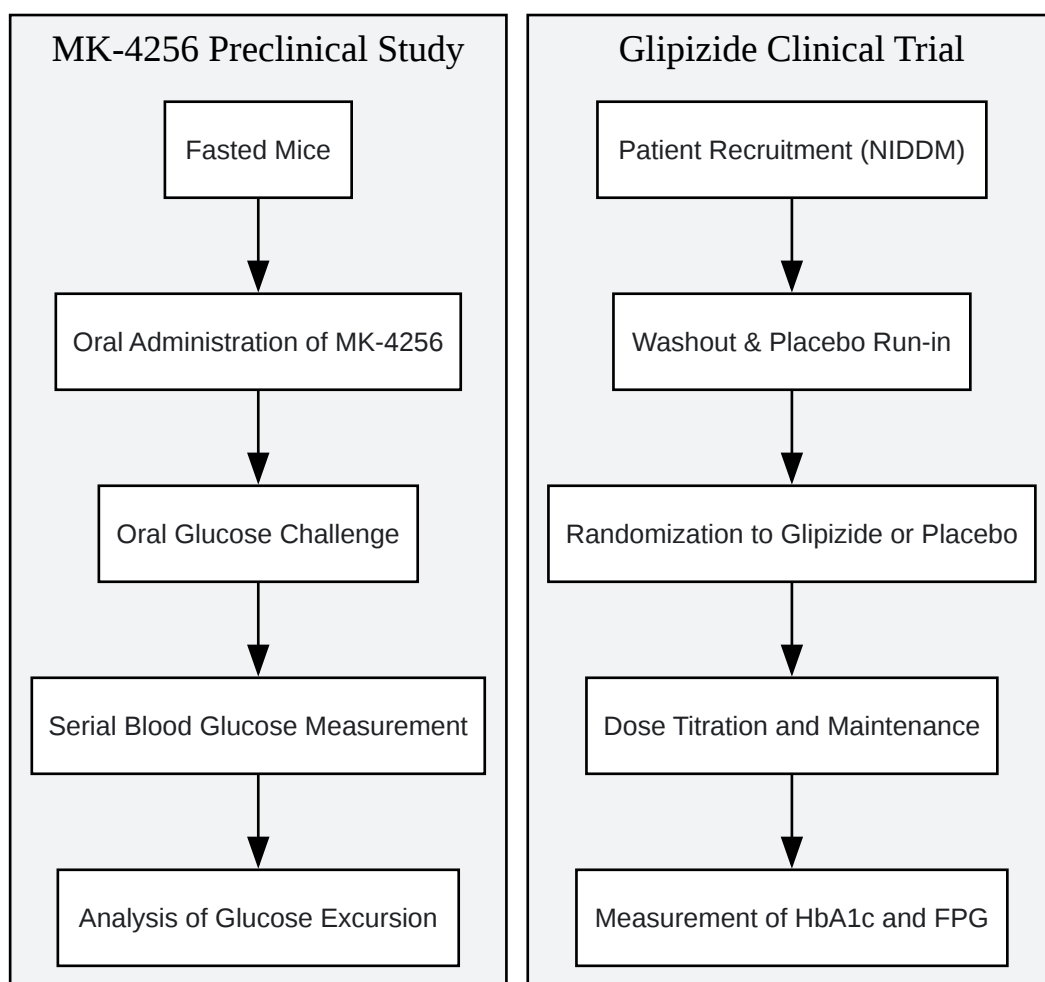 MK-4256 Preclinical Study
Fasted Mice
Oral Administration of MK-4256
Oral Glucose Challenge
Serial Blood Glucose Measurement
Analysis of Glucose Excursion
Glipizide Clinical Trial
Patient Recruitment (NIDDM)
Washout & Placebo Run-in
Randomization to Glipizide or Placebo
Dose Titration and Maintenance
Measurement of HbA1c and FPG